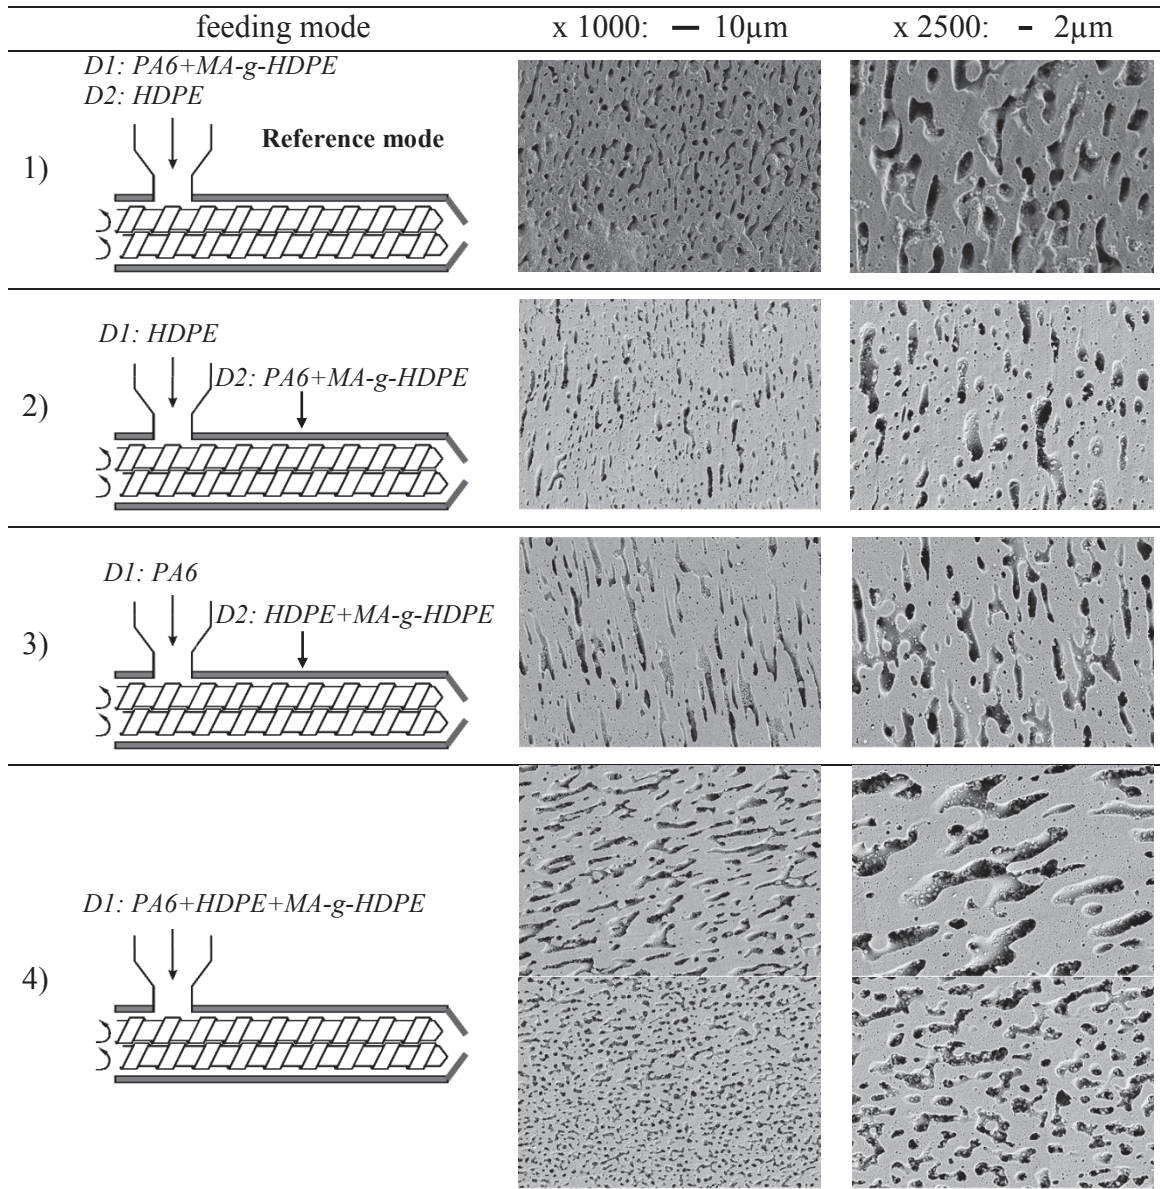 feeding mode x 1000: 10µm x 2500: 2µm
D1: PA6+MA-g-HDPE
D2: HDPE
Reference mode
1)
D1: HDPE
D2: PA6+MA-g-HDPE
2)
D1: PA6
D2: HDPE+MA-g-HDPE
3)
D1: PA6+HDPE+MA-g-HDPE
4)